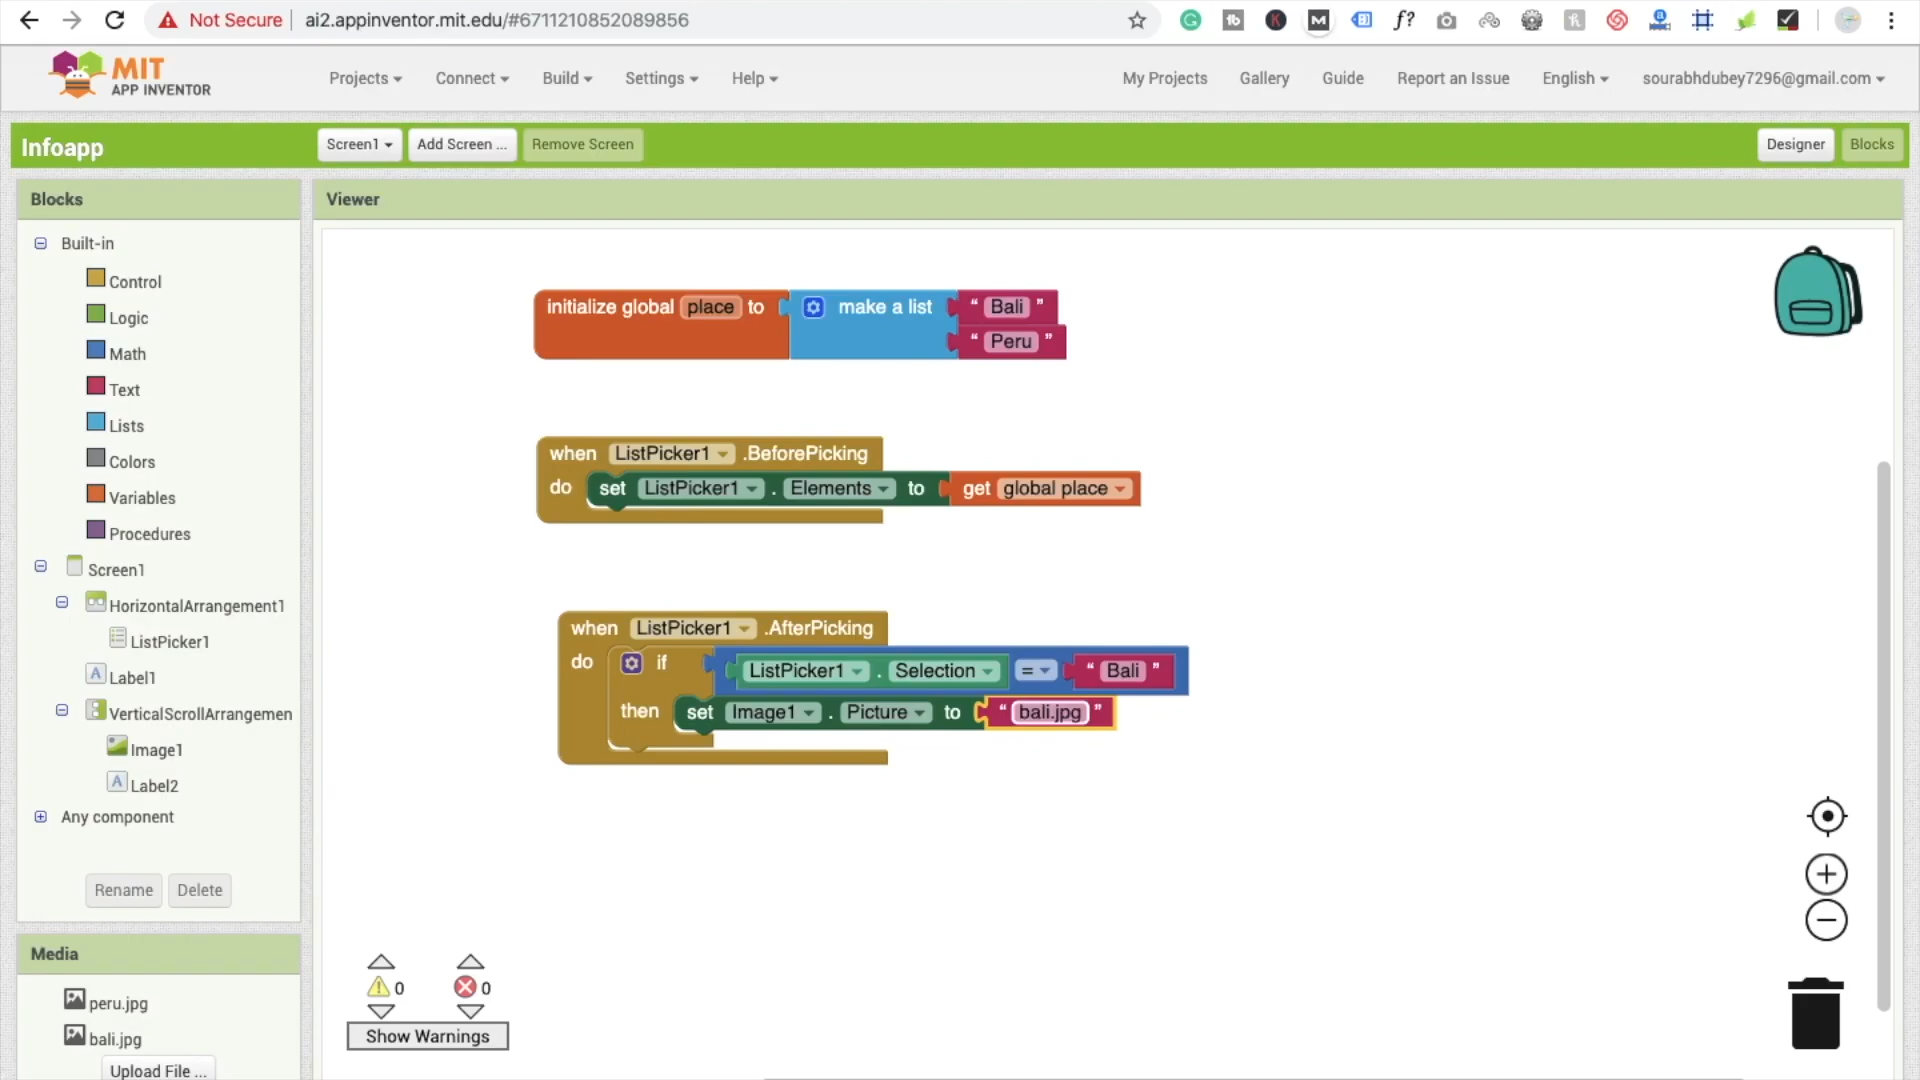 Not Secure ai2.appinventor.mit.edu/#6711210852089856
MIT
APP INVENTOR
Projects Connect Build Settings Help My Projects Gallery Guide Report an Issue English sourabhdubey7296@gmail.com
Infoapp Screen1 Add Screen ... Remove Screen Designer Blocks
Blocks
Viewer
Built-in
Control
Logic
Math
Text
Lists
Colors
Variables
Procedures
Screen1
HorizontalArrangement1
ListPicker1
Label1
VerticalScrollArrangemen
Image1
Label2
Any component
Rename Delete
Media
peru.jpg
bali.jpg
Upload File ...
initialize global place to make a list “ Bali ”
“ Peru ”
when ListPicker1 .BeforePicking
do set ListPicker1 . Elements to get global place
when ListPicker1 .AfterPicking
do if ListPicker1 . Selection = “ Bali ”
then set Image1 . Picture to “ bali.jpg ”
0 0
Show Warnings